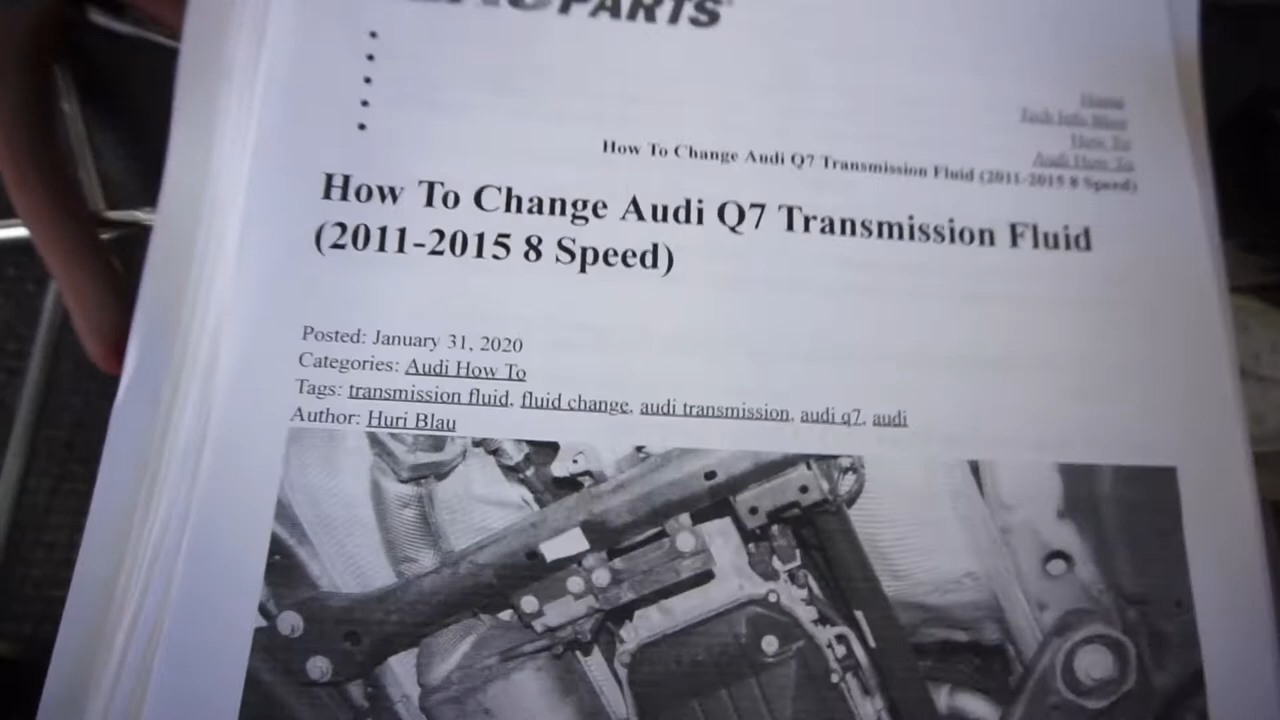 PARTS
Home
Tech Info Blog
How To
Audi How To
How To Change Audi Q7 Transmission Fluid (2011-2015 8 Speed)
How To Change Audi Q7 Transmission Fluid
(2011-2015 8 Speed)
Posted: January 31, 2020
Categories: Audi How To
Tags: transmission fluid, fluid change, audi transmission, audi q7, audi
Author: Huri Blau